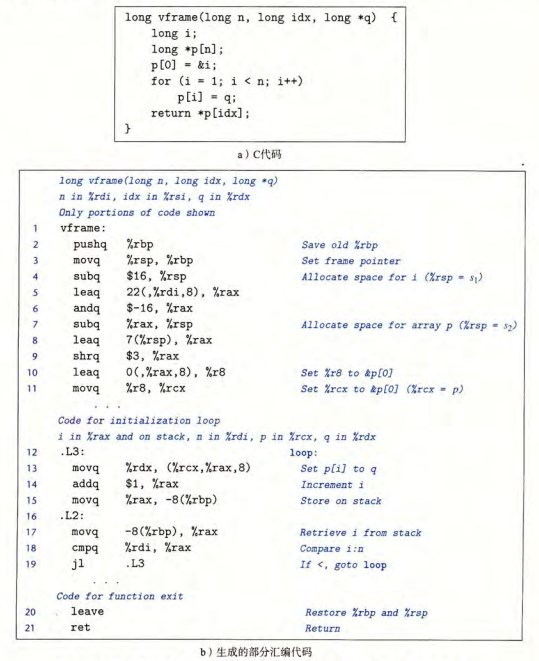 long vframe(long n, long idx, long *q)  {
    long i;
    long *p[n];
    p[0] = &i;
    for (i = 1; i < n; i++)
        p[i] = q;
    return *p[idx];
}
a）C代码
long vframe(long n, long idx, long *q)
n in %rdi, idx in %rsi, q in %rdx
Only portions of code shown
1 vframe:
2 pushq %rbp Save old %rbp
3 movq %rsp, %rbp Set frame pointer
4 subq $16, %rsp Allocate space for i (%rsp = s₁)
5 leaq 22(,%rdi,8), %rax
6 andq $-16, %rax
7 subq %rax, %rsp Allocate space for array p (%rsp = s₂)
8 leaq 7(%rsp), %rax
9 shrq $3, %rax
10 leaq 0(,%rax,8), %r8 Set %r8 to &p[0]
11 movq %r8, %rcx Set %rcx to &p[0] (%rcx = p)
. . .
Code for initialization loop
i in %rax and on stack, n in %rdi, p in %rcx, q in %rdx
12 .L3: loop:
13 movq %rdx, (%rcx,%rax,8) Set p[i] to q
14 addq $1, %rax Increment i
15 movq %rax, -8(%rbp) Store on stack
16 .L2:
17 movq -8(%rbp), %rax Retrieve i from stack
18 cmpq %rdi, %rax Compare i:n
19 jl .L3 If <, goto loop
. . .
Code for function exit
20 leave Restore %rbp and %rsp
21 ret Return
b）生成的部分汇编代码